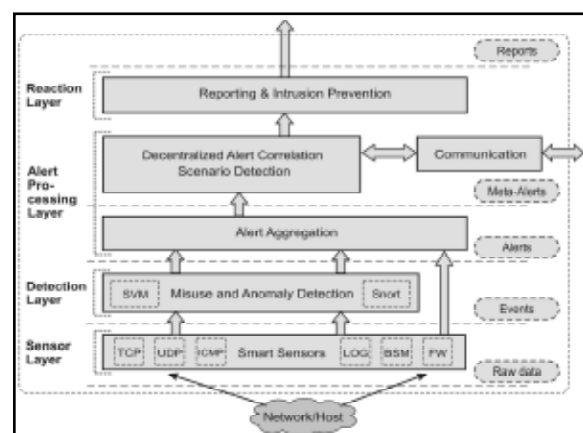 Reports
Reaction
Layer
Reporting & Intrusion Prevention
Decentralized Alert Correlation
Scenario Detection
Communication
Alert
Pro-
cessing
Layer
Meta-Alerts
Alert Aggregation
Alerts
Detection
Layer
SVM Misuse and Anomaly Detection Snort
Events
Sensor
Layer
TCP UDP ICMP Smart Sensors LOG BSM FW
Raw data
Network/Host